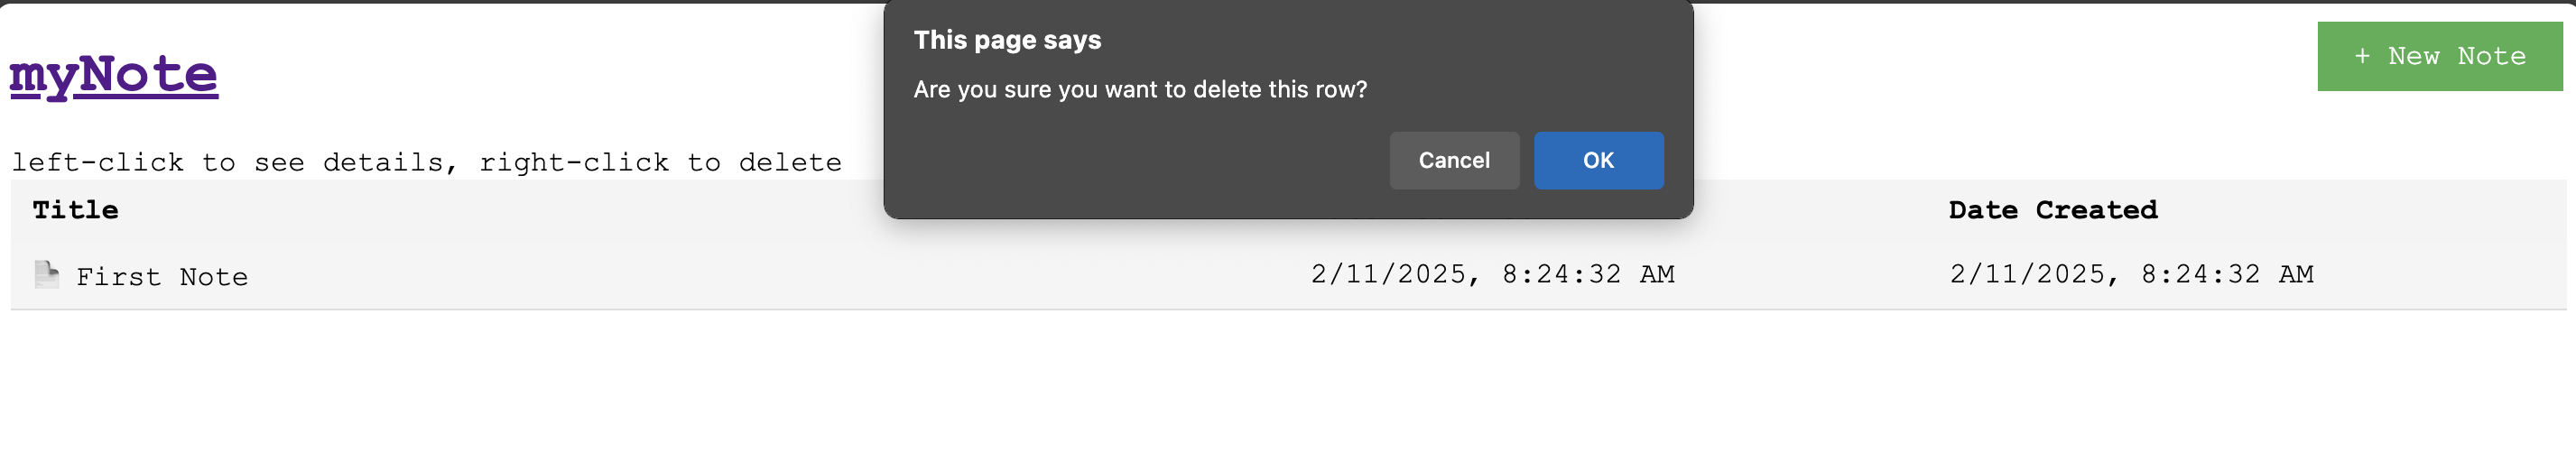 This page says
myNote
+ New Note
Are you sure you want to delete this row?
Cancel OK
left-click to see details, right-click to delete
Title Date Created
First Note 2/11/2025, 8:24:32 AM 2/11/2025, 8:24:32 AM